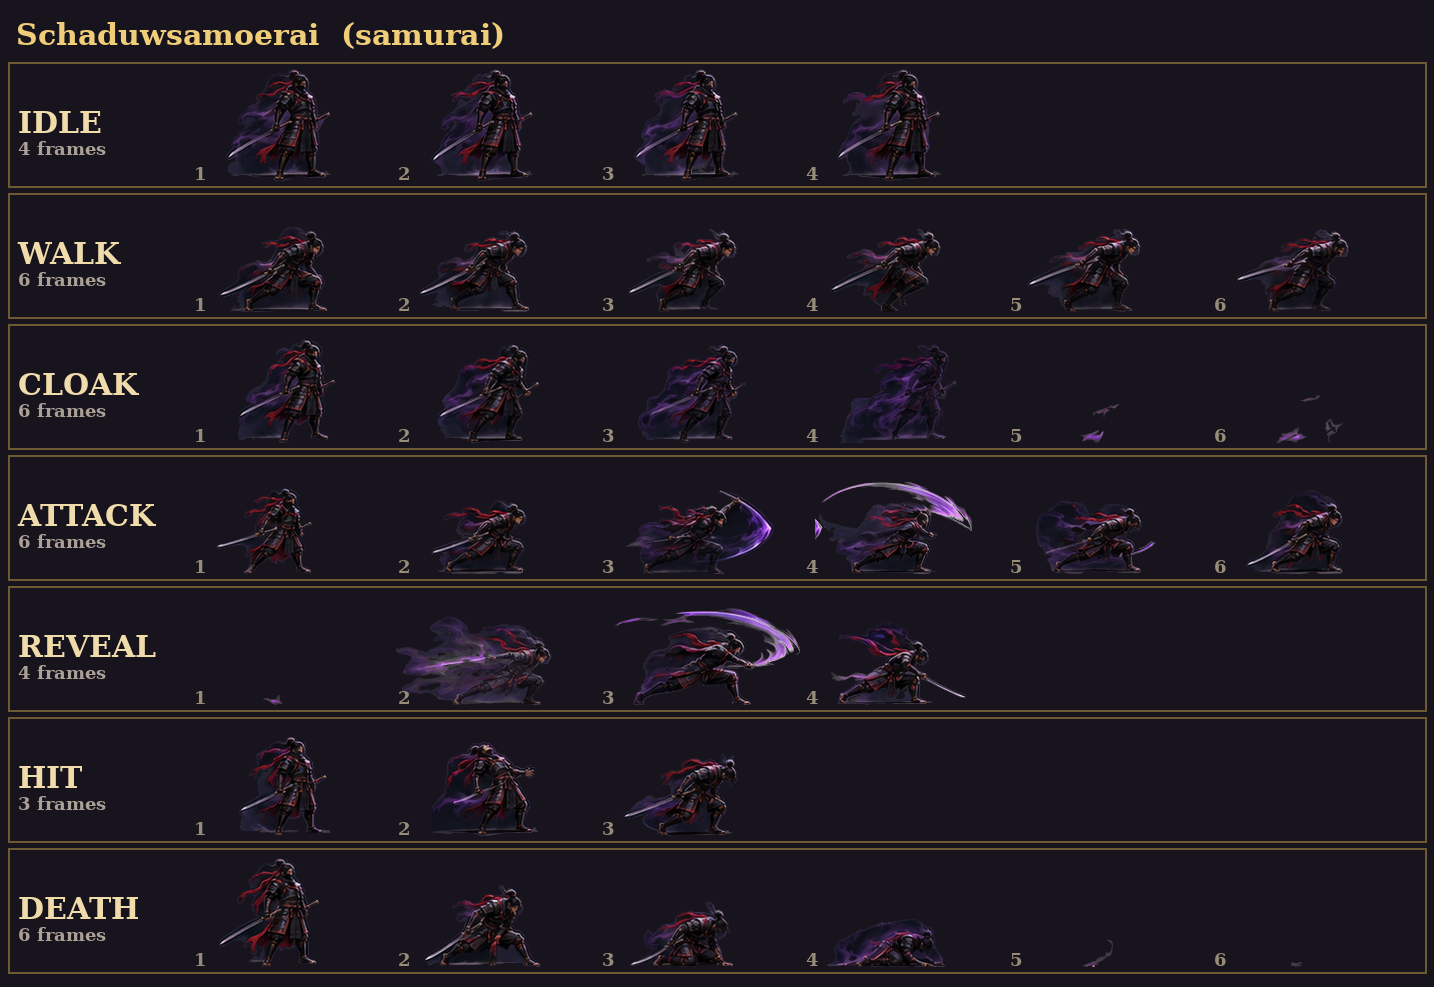 Schaduwsamoerai (samurai)
IDLE
4 frames
1 2 3 4
WALK
6 frames
1 2 3 4 5 6
CLOAK
6 frames
1 2 3 4 5 6
ATTACK
6 frames
1 2 3 4 5 6
REVEAL
4 frames
1 2 3 4
HIT
3 frames
1 2 3
DEATH
6 frames
1 2 3 4 5 6